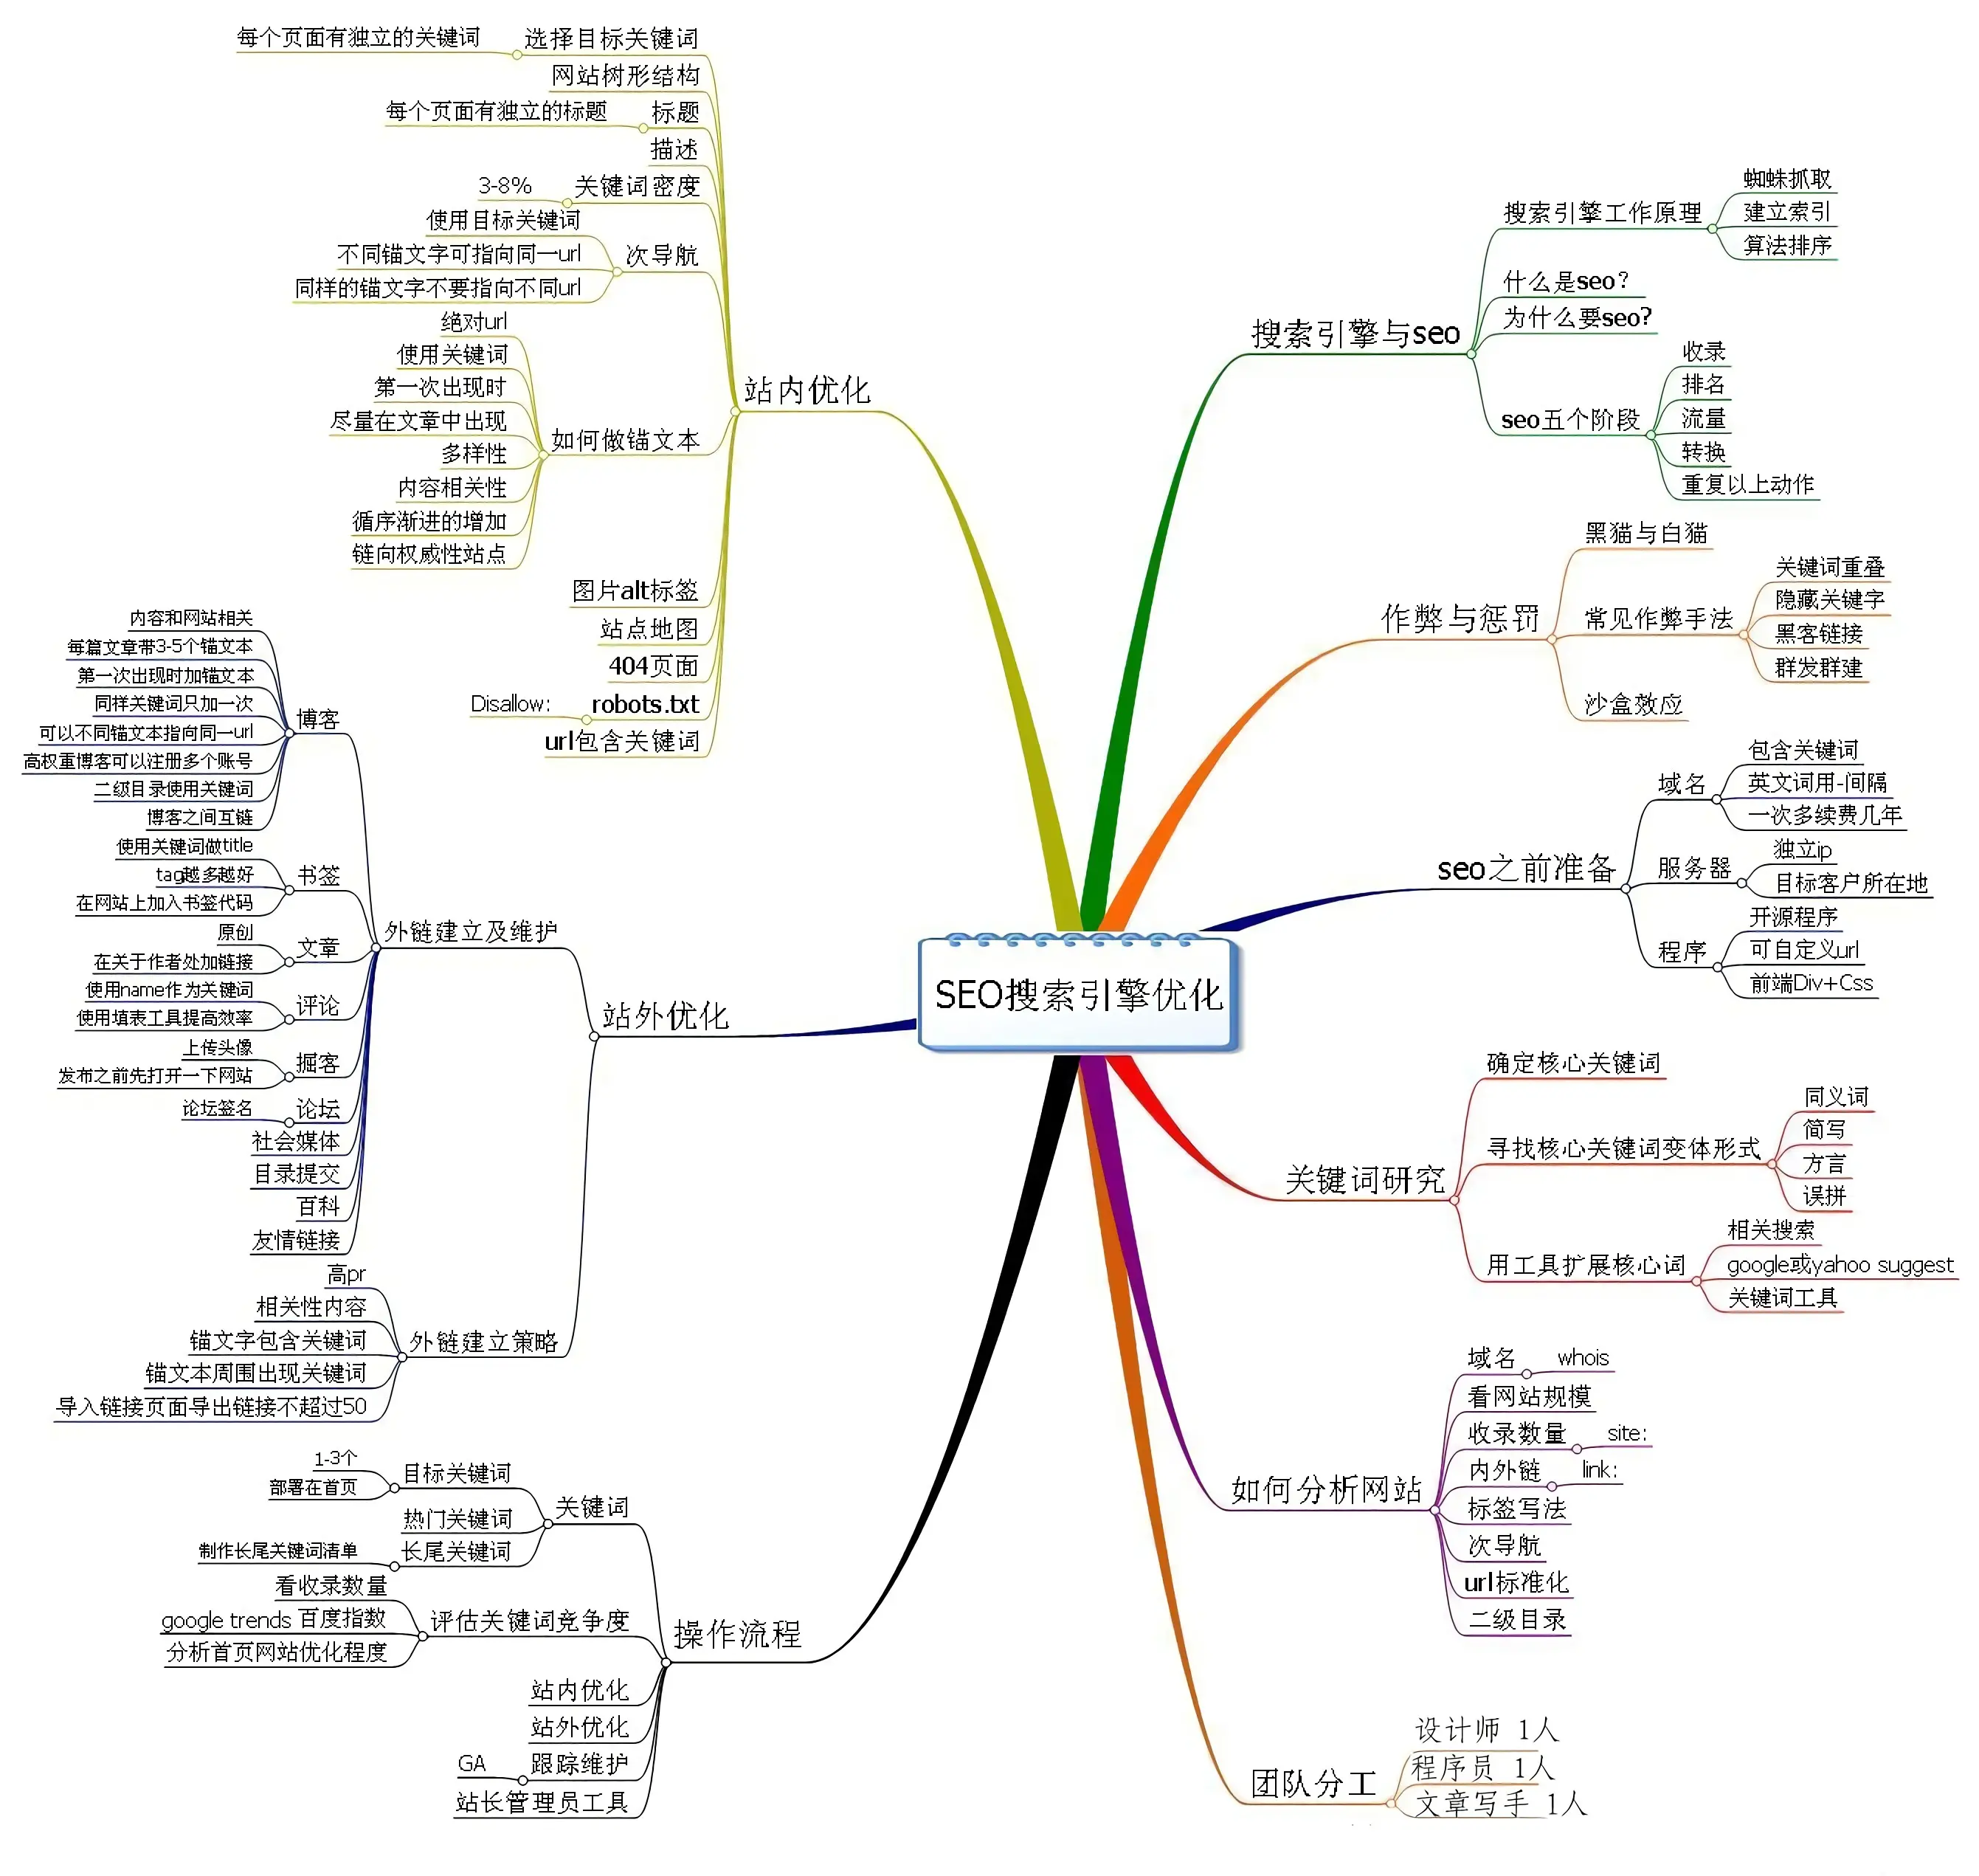 SEO搜索引擎优化
搜索引擎与seo
搜索引擎工作原理
蜘蛛抓取
建立索引
算法排序
什么是seo?
为什么要seo?
seo五个阶段
收录
排名
流量
转换
重复以上动作
作弊与惩罚
黑猫与白猫
常见作弊手法
关键词重叠
隐藏关键字
黑客链接
群发群建
沙盒效应
seo之前准备
域名
包含关键词
英文词用-间隔
一次多续费几年
服务器
独立ip
目标客户所在地
程序
开源程序
可自定义url
前端Div+Css
关键词研究
确定核心关键词
寻找核心关键词变体形式
同义词
简写
方言
误拼
用工具扩展核心词
相关搜索
google或yahoo suggest
关键词工具
如何分析网站
域名
whois
看网站规模
收录数量
site:
内外链
link:
标签写法
次导航
url标准化
二级目录
团队分工
设计师 1人
程序员 1人
文章写手 1人
站内优化
选择目标关键词
每个页面有独立的关键词
网站树形结构
标题
每个页面有独立的标题
描述
关键词密度
3-8%
次导航
使用目标关键词
不同锚文字可指向同一url
同样的锚文字不要指向不同url
如何做锚文本
绝对url
使用关键词
第一次出现时
尽量在文章中出现
多样性
内容相关性
循序渐进的增加
链向权威性站点
图片alt标签
站点地图
404页面
robots.txt
Disallow:
url包含关键词
站外优化
外链建立及维护
博客
内容和网站相关
每篇文章带3-5个锚文本
第一次出现时加锚文本
同样关键词只加一次
可以不同锚文本指向同一url
高权重博客可以注册多个账号
二级目录使用关键词
博客之间互链
书签
使用关键词做title
tag越多越好
在网站上加入书签代码
文章
原创
在关于作者处加链接
评论
使用name作为关键词
使用填表工具提高效率
掘客
上传头像
发布之前先打开一下网站
论坛
论坛签名
社会媒体
目录提交
百科
友情链接
外链建立策略
高pr
相关性内容
锚文字包含关键词
锚文本周围出现关键词
导入链接页面导出链接不超过50
操作流程
关键词
目标关键词
1-3个
部署在首页
热门关键词
长尾关键词
制作长尾关键词清单
评估关键词竞争度
看收录数量
google trends 百度指数
分析首页网站优化程度
站内优化
站外优化
跟踪维护
GA
站长管理员工具